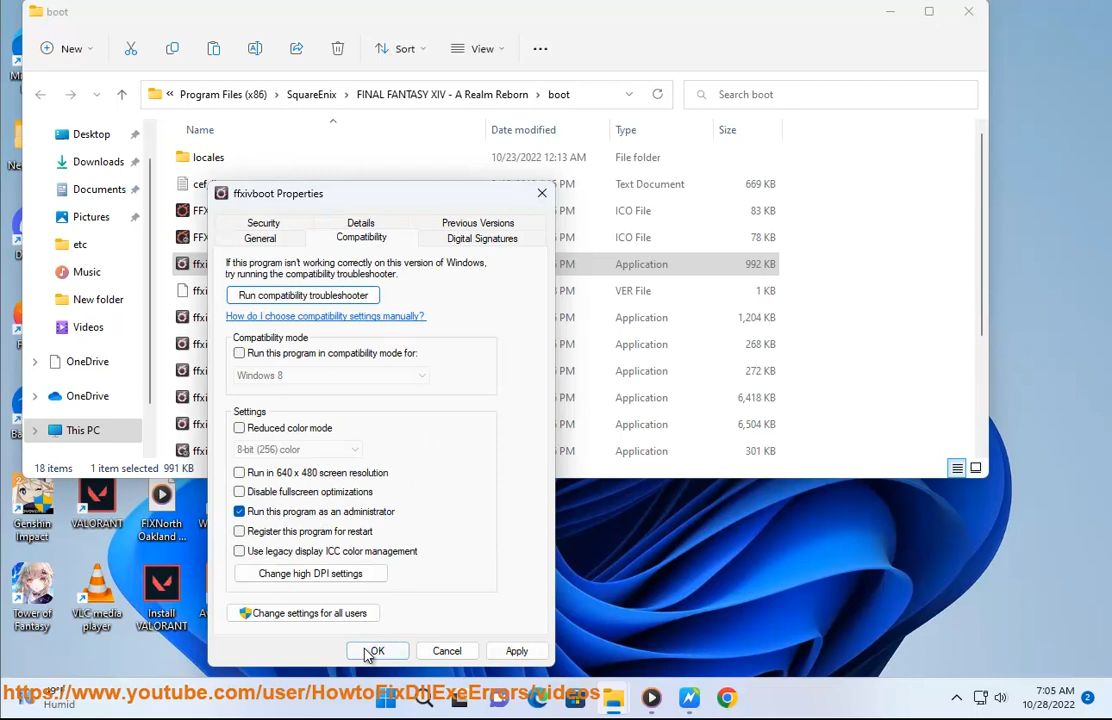 boot
New
Sort
View
Program Files (x86) > SquareEnix > FINAL FANTASY XIV - A Realm Reborn > boot
Search boot
Name Date modified Type Size
Desktop
Downloads
Documents
Pictures
etc
Music
New folder
Videos
OneDrive
OneDrive
This PC
locales 10/23/2022 12:13 AM File folder
Text Document 669 KB
ICO File 83 KB
ICO File 78 KB
Application 992 KB
VER File 1 KB
Application 1,204 KB
Application 268 KB
Application 272 KB
Application 6,418 KB
Application 6,504 KB
Application 301 KB
18 items 1 item selected 991 KB
ffxivboot Properties
Security Details Previous Versions
General Compatibility Digital Signatures
If this program isn't working correctly on this version of Windows,
try running the compatibility troubleshooter.
Run compatibility troubleshooter
How do I choose compatibility settings manually?
Compatibility mode
Run this program in compatibility mode for:
Windows 8
Settings
Reduced color mode
8-bit (256) color
Run in 640 x 480 screen resolution
Disable fullscreen optimizations
Run this program as an administrator
Register this program for restart
Use legacy display ICC color management
Change high DPI settings
Change settings for all users
OK Cancel Apply
Genshin
Impact
VALORANT
FIXNorth
Oakland ...
Tower of
Fantasy
VLC media
player
Install
VALORANT
https://www.youtube.com/user/HowtoFixDllExeErrors/videos
Humid
7:05 AM
10/28/2022
2